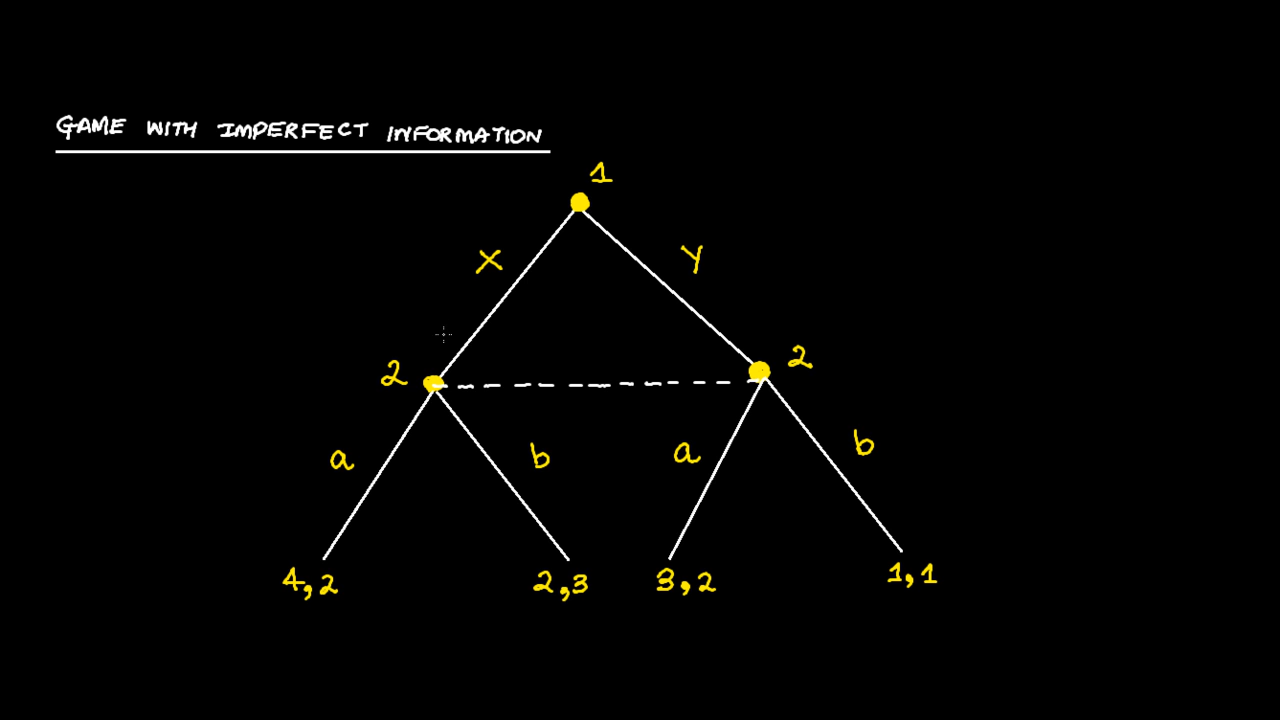 GAME WITH IMPERFECT INFORMATION
1
X Y
2 2
a b a b
4,2 2,3 3,2 1,1